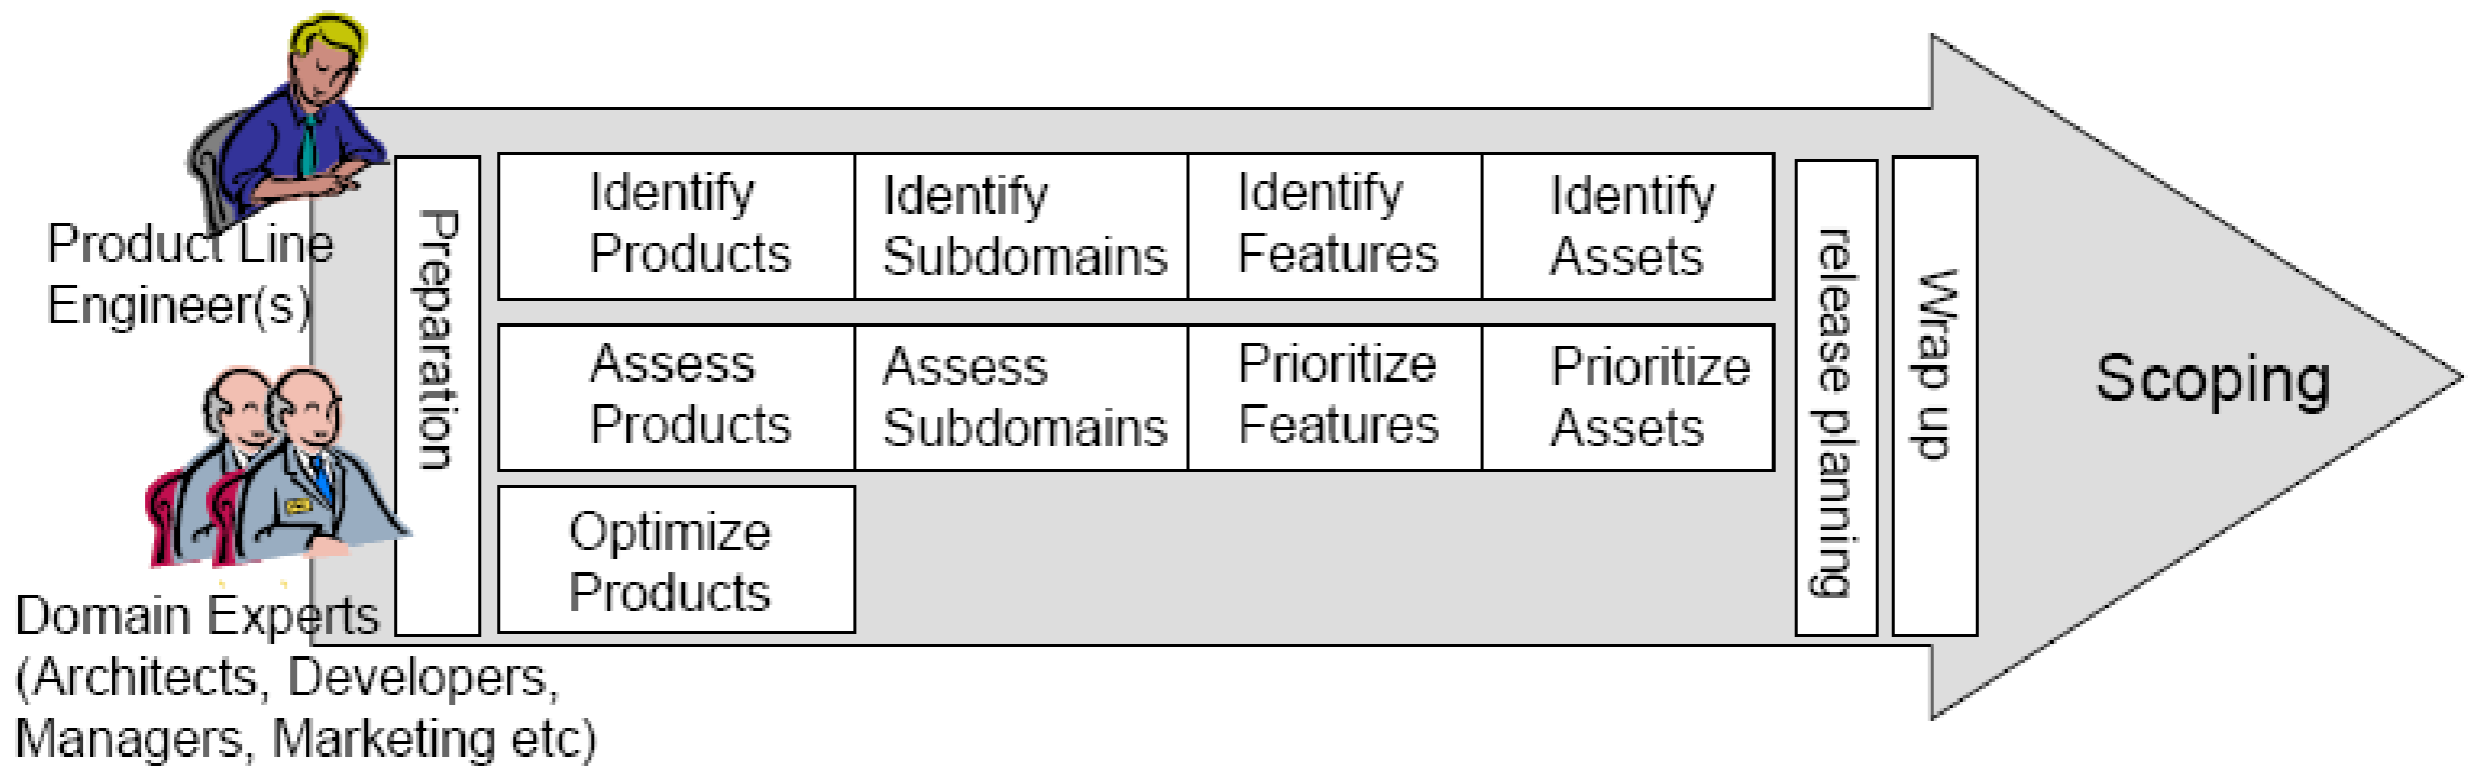 Product Line
Engineer(s)
Domain Experts
(Architects, Developers,
Managers, Marketing etc)
Preparation
Identify
Products
Identify
Subdomains
Identify
Features
Identify
Assets
Assess
Products
Assess
Subdomains
Prioritize
Features
Prioritize
Assets
Optimize
Products
release planning
Wrap up
Scoping